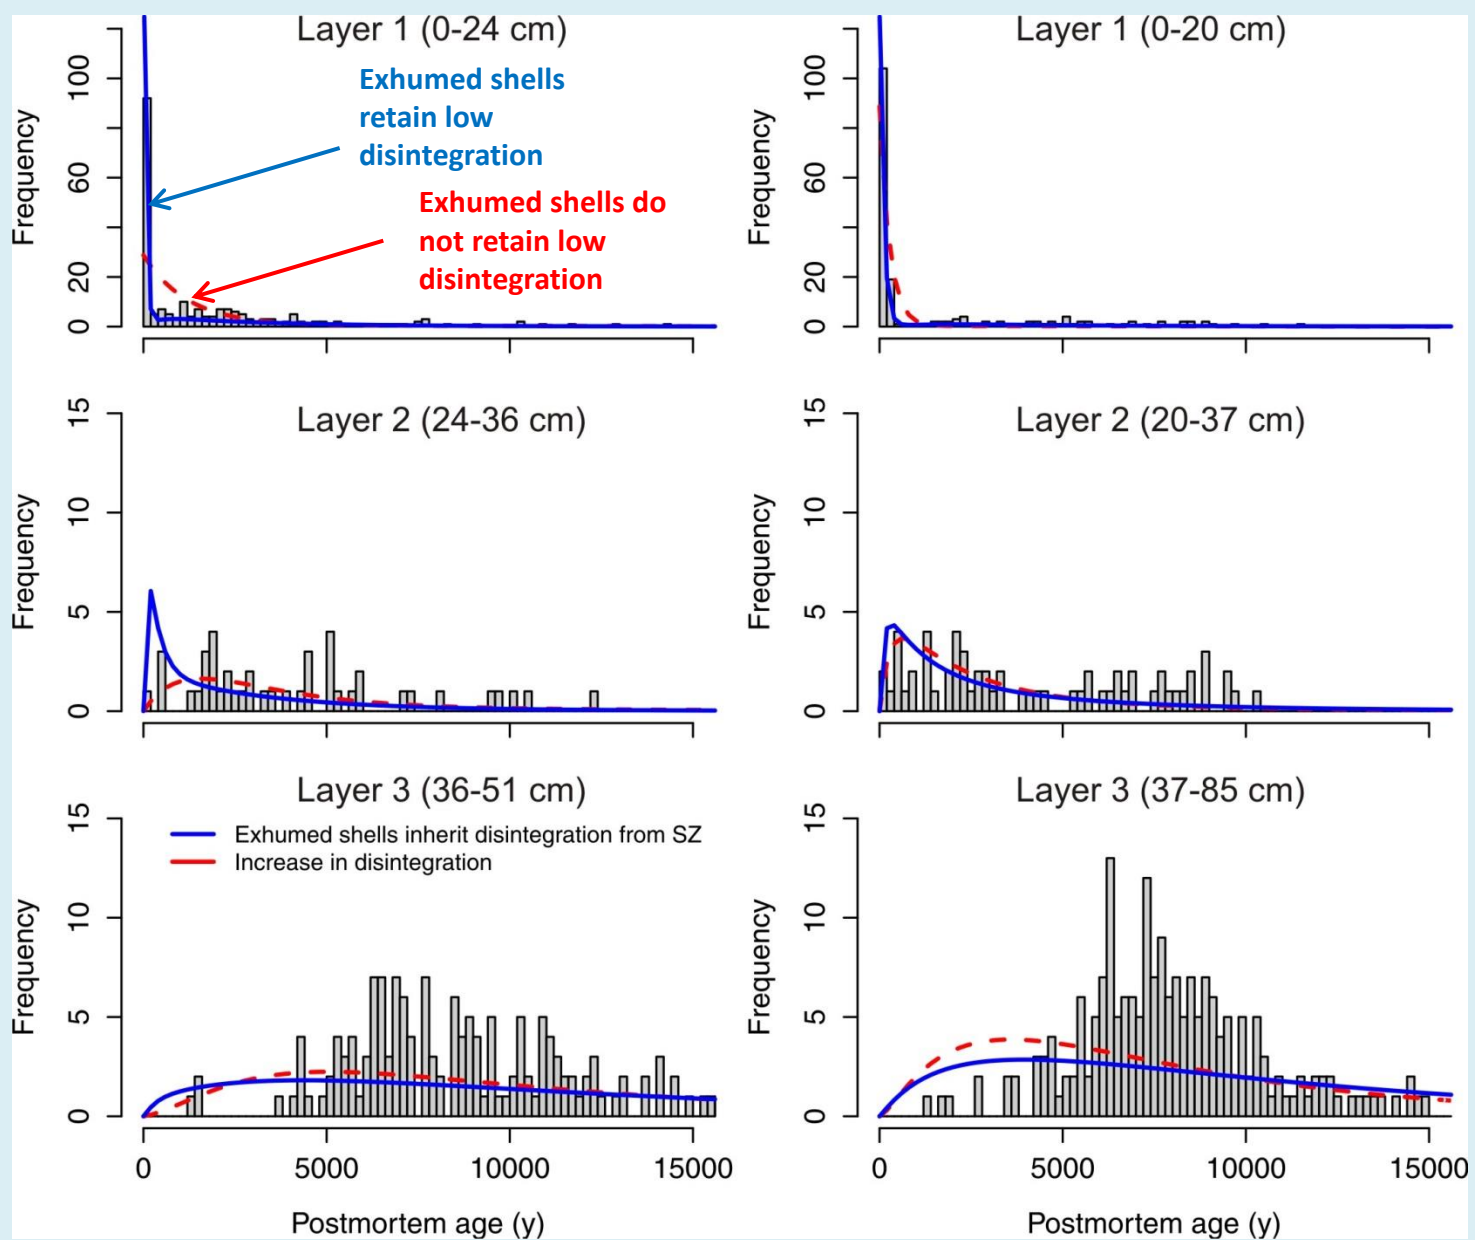 Layer 1 (0-24 cm)
Frequency
0
20
60
100
Exhumed shells
retain low
disintegration
Exhumed shells do
not retain low
disintegration
Layer 1 (0-20 cm)
Frequency
0
20
60
100
Layer 2 (24-36 cm)
Frequency
0
5
10
15
Layer 2 (20-37 cm)
Frequency
0
5
10
15
Layer 3 (36-51 cm)
Frequency
0
5
10
15
Exhumed shells inherit disintegration from SZ
Increase in disintegration
0 5000 10000 15000
Postmortem age (y)
Layer 3 (37-85 cm)
Frequency
0
5
10
15
0 5000 10000 15000
Postmortem age (y)